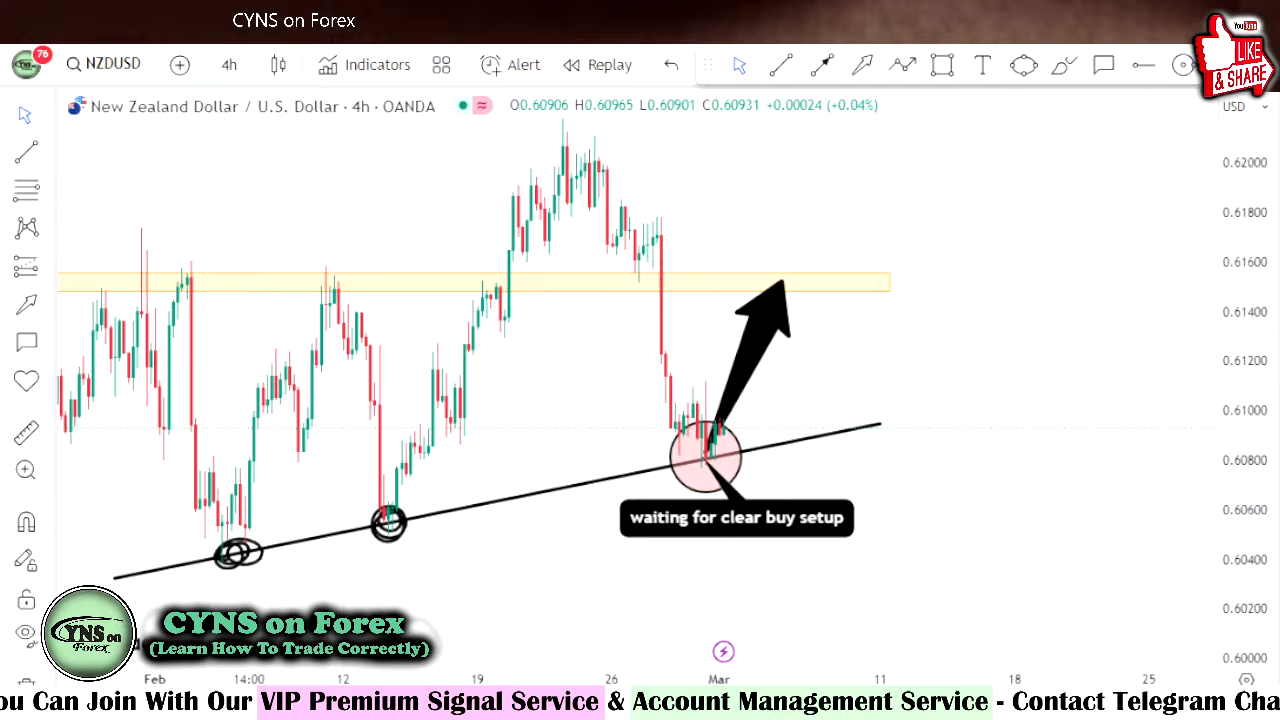 CYNS on Forex
YouTube
LIKE
& SHARE
76
NZDUSD
4h
Indicators
Alert
Replay
New Zealand Dollar / U.S. Dollar · 4h · OANDA
O0.60906 H0.60965 L0.60901 C0.60931 +0.00024 (+0.04%)
USD
0.62000
0.61800
0.61600
0.61400
0.61200
0.61000
0.60800
0.60600
0.60400
0.60200
0.60000
waiting for clear buy setup
CYNS on
Forex
CYNS on Forex
(Learn How To Trade Correctly)
Feb
14:00
12
19
26
Mar
11
18
25
ou Can Join With Our VIP Premium Signal Service & Account Management Service - Contact Telegram Cha